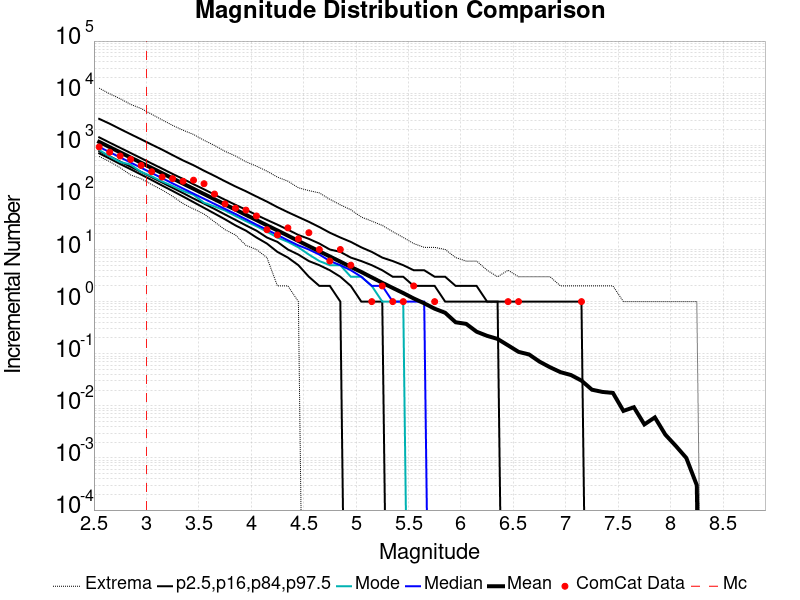 Magnitude Distribution Comparison
10^5
10^4
10^3
10^2
10^1
10^0
10^-1
10^-2
10^-3
10^-4
Incremental Number
2.5 3 3.5 4 4.5 5 5.5 6 6.5 7 7.5 8 8.5
Magnitude
Extrema p2.5,p16,p84,p97.5 Mode Median Mean ComCat Data Mc